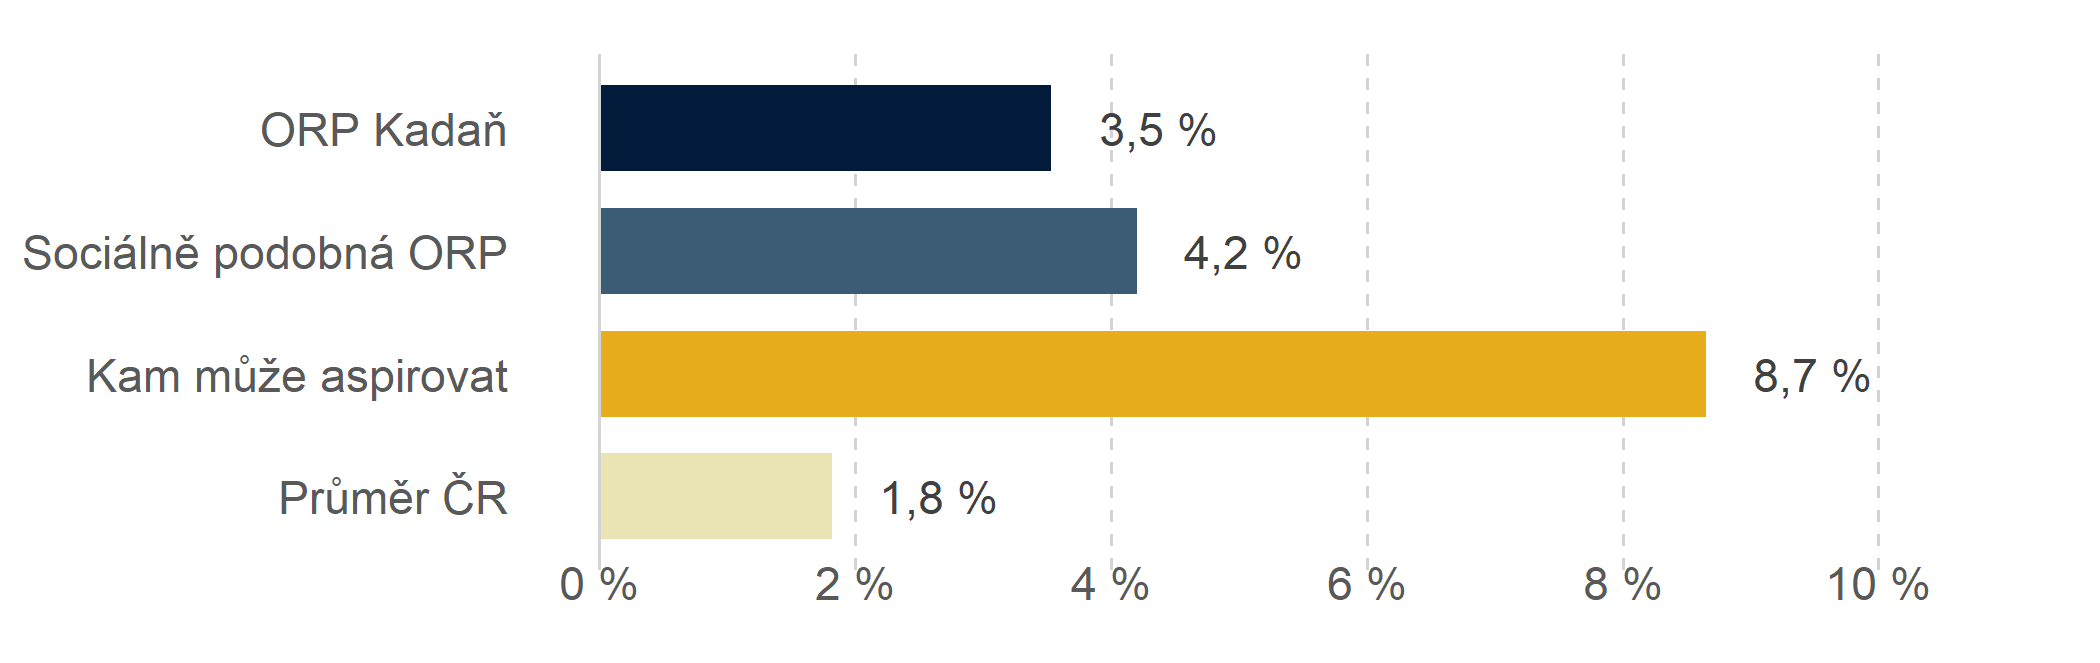 ORP Kadaň 3,5 %
Sociálně podobná ORP 4,2 %
Kam může aspirovat 8,7 %
Průměr ČR 1,8 %
0 % 2 % 4 % 6 % 8 % 10 %